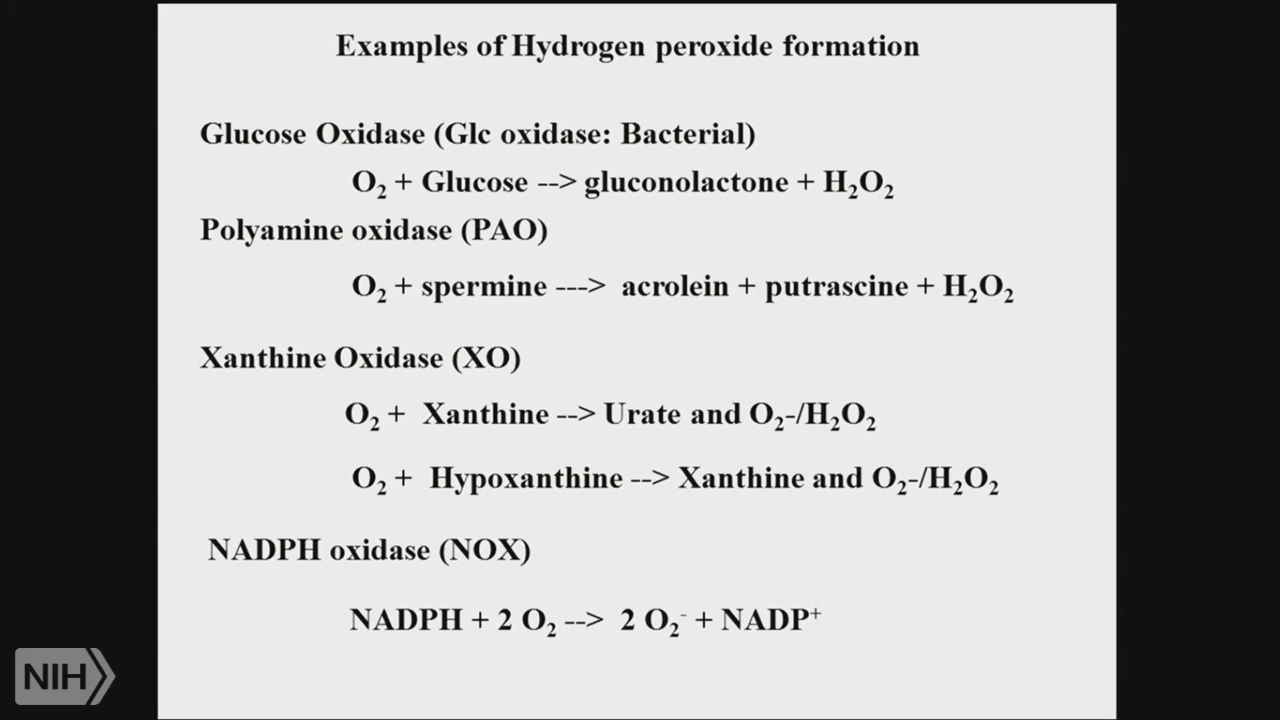 Examples of Hydrogen peroxide formation
Glucose Oxidase (Glc oxidase: Bacterial)
O₂ + Glucose --> gluconolactone + H₂O₂
Polyamine oxidase (PAO)
O₂ + spermine ---> acrolein + putrascine + H₂O₂
Xanthine Oxidase (XO)
O₂ + Xanthine --> Urate and O₂-/H₂O₂
O₂ + Hypoxanthine --> Xanthine and O₂-/H₂O₂
NADPH oxidase (NOX)
NADPH + 2 O₂ --> 2 O₂⁻ + NADP⁺
NIH